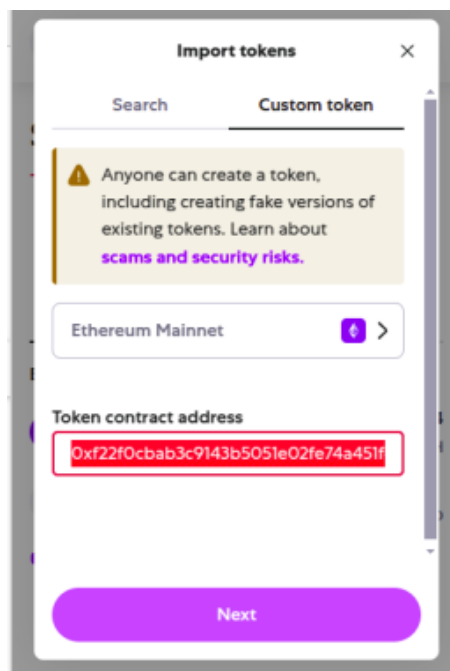 Import tokens
Search
Custom token
Anyone can create a token,
including creating fake versions of
existing tokens. Learn about
scams and security risks.
Ethereum Mainnet
Token contract address
0xf22f0cbab3c9143b5051e02fe74a451f
Next